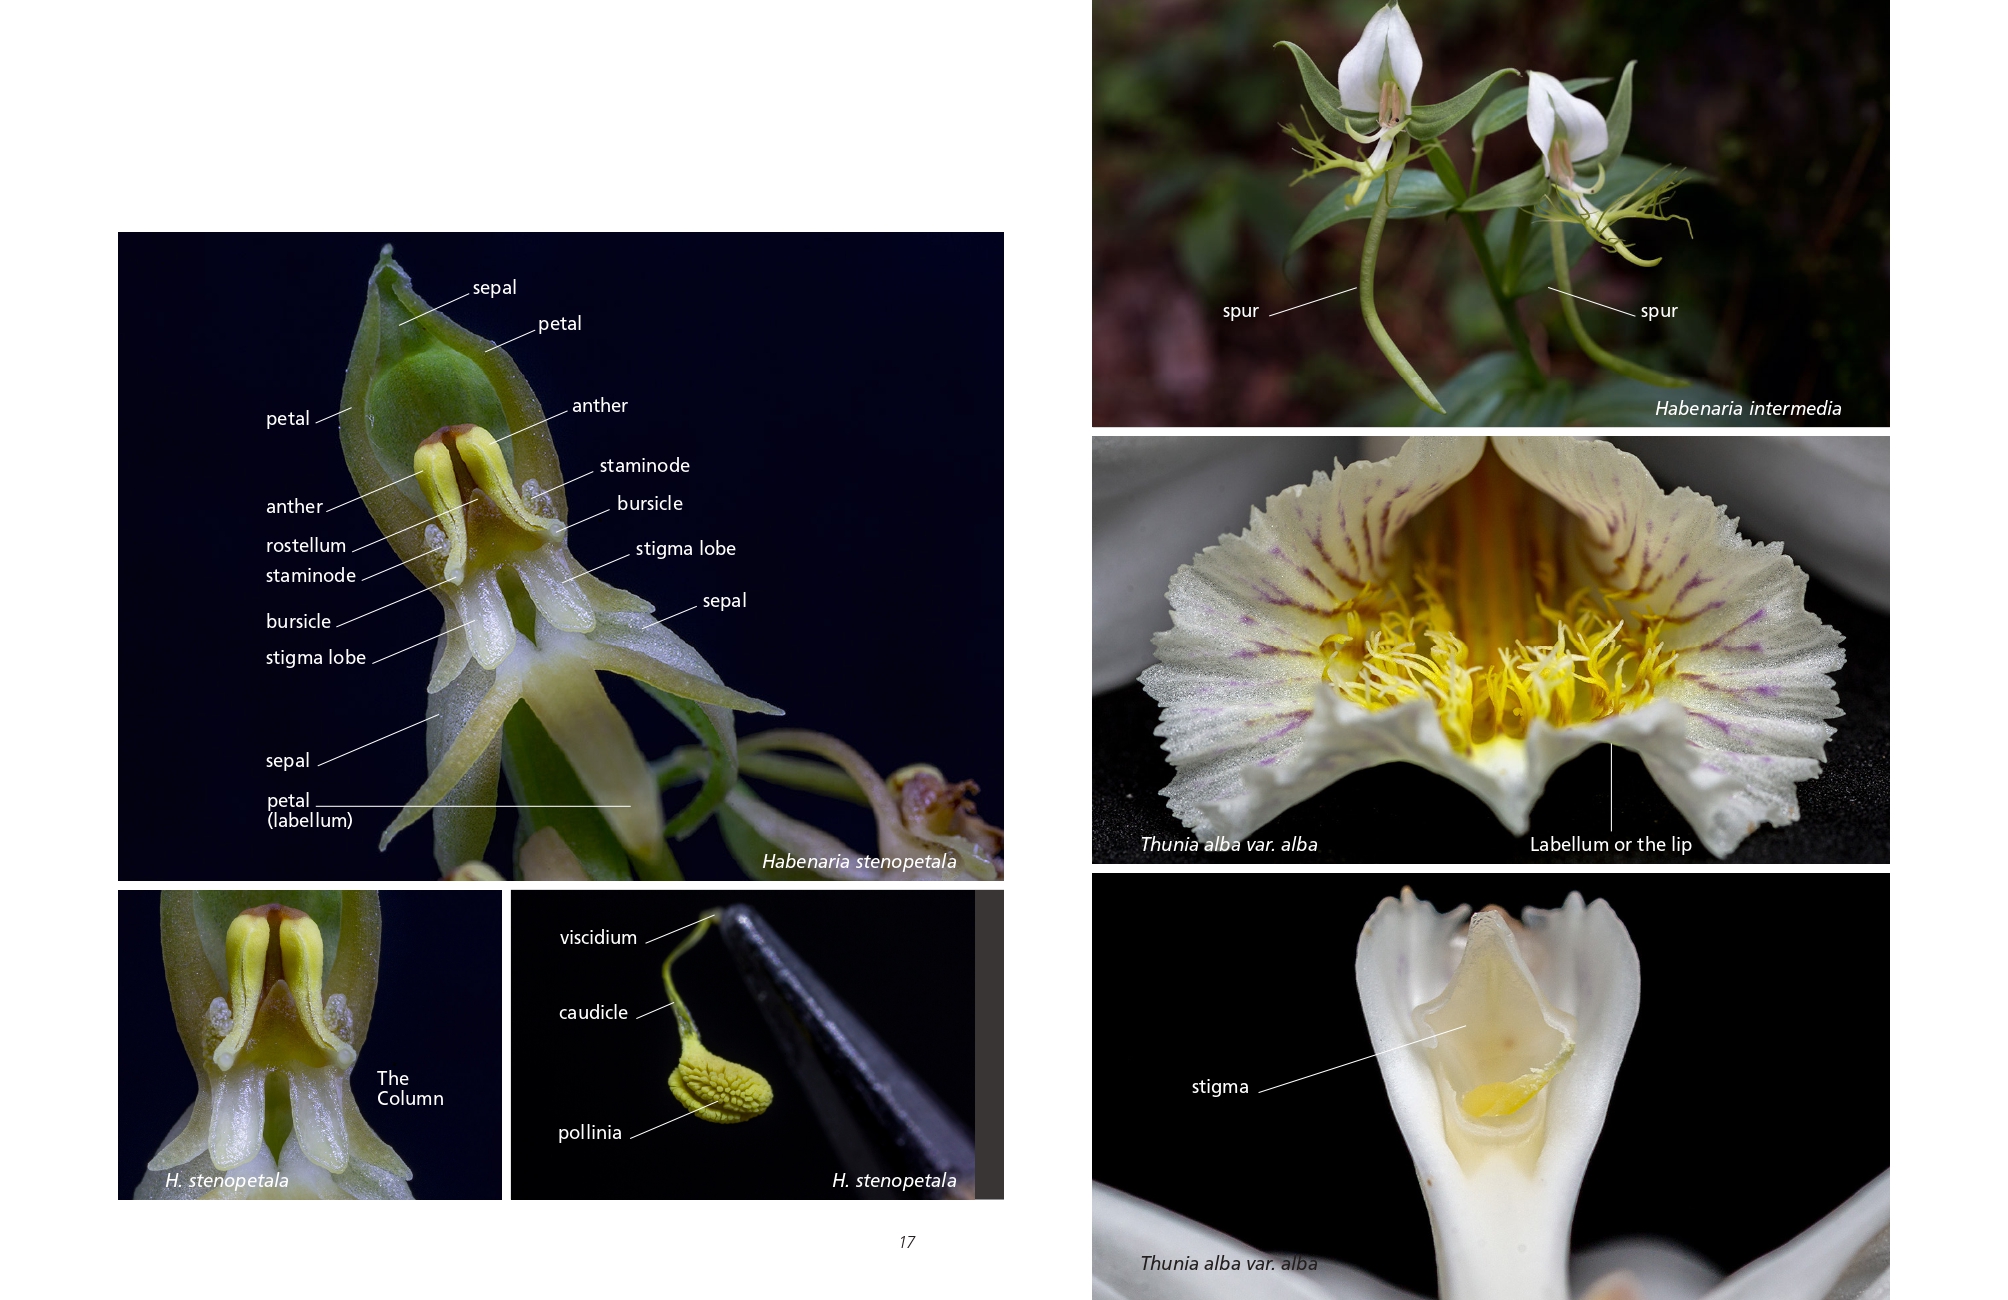 sepal
petal
petal
anther
anther
staminode
bursicle
rostellum
stigma lobe
staminode
sepal
bursicle
stigma lobe
sepal
petal
(labellum)
Habenaria stenopetala
The
Column
H. stenopetala
viscidium
caudicle
pollinia
H. stenopetala
17
spur
spur
Habenaria intermedia
Thunia alba var. alba
Labellum or the lip
stigma
Thunia alba var. alba